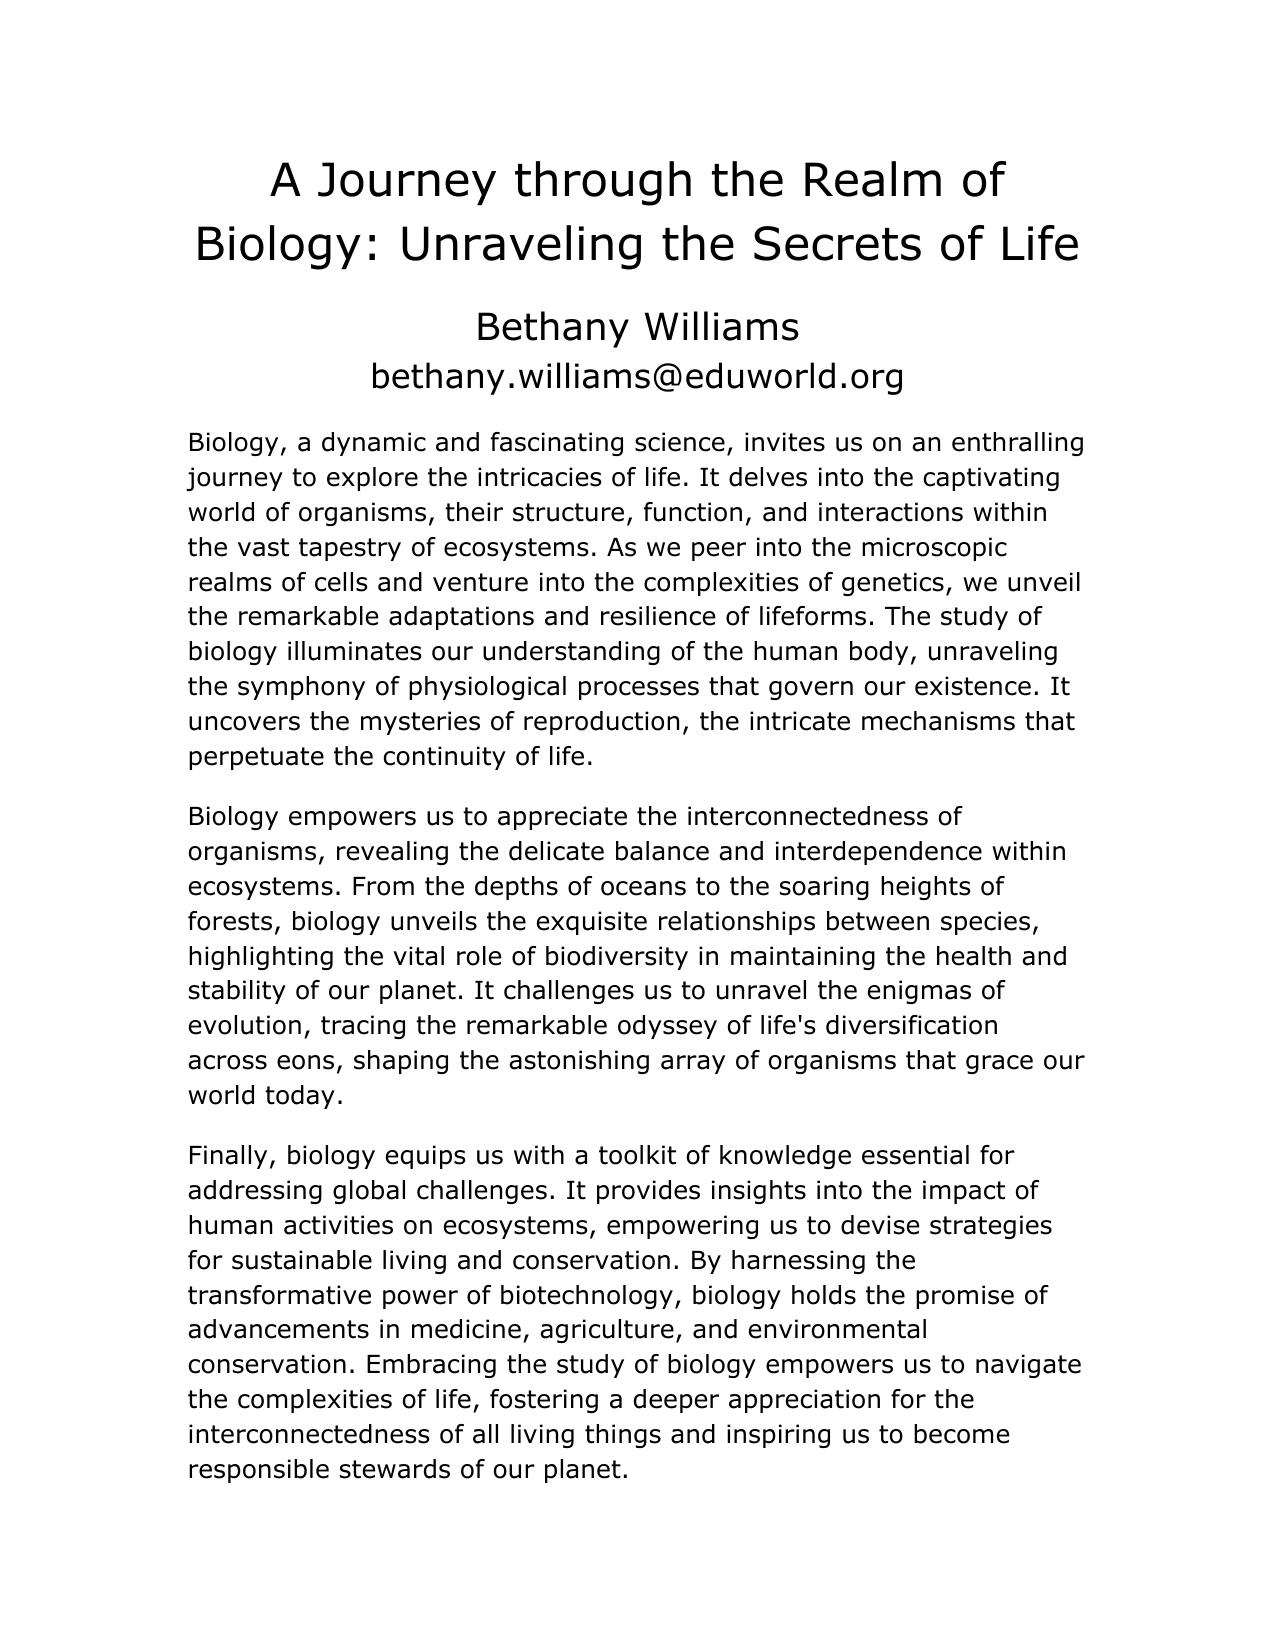 A Journey through the Realm of
Biology: Unraveling the Secrets of Life
Bethany Williams
bethany.williams@eduworld.org
Biology, a dynamic and fascinating science, invites us on an enthralling
journey to explore the intricacies of life. It delves into the captivating
world of organisms, their structure, function, and interactions within
the vast tapestry of ecosystems. As we peer into the microscopic
realms of cells and venture into the complexities of genetics, we unveil
the remarkable adaptations and resilience of lifeforms. The study of
biology illuminates our understanding of the human body, unraveling
the symphony of physiological processes that govern our existence. It
uncovers the mysteries of reproduction, the intricate mechanisms that
perpetuate the continuity of life.
Biology empowers us to appreciate the interconnectedness of
organisms, revealing the delicate balance and interdependence within
ecosystems. From the depths of oceans to the soaring heights of
forests, biology unveils the exquisite relationships between species,
highlighting the vital role of biodiversity in maintaining the health and
stability of our planet. It challenges us to unravel the enigmas of
evolution, tracing the remarkable odyssey of life's diversification
across eons, shaping the astonishing array of organisms that grace our
world today.
Finally, biology equips us with a toolkit of knowledge essential for
addressing global challenges. It provides insights into the impact of
human activities on ecosystems, empowering us to devise strategies
for sustainable living and conservation. By harnessing the
transformative power of biotechnology, biology holds the promise of
advancements in medicine, agriculture, and environmental
conservation. Embracing the study of biology empowers us to navigate
the complexities of life, fostering a deeper appreciation for the
interconnectedness of all living things and inspiring us to become
responsible stewards of our planet.